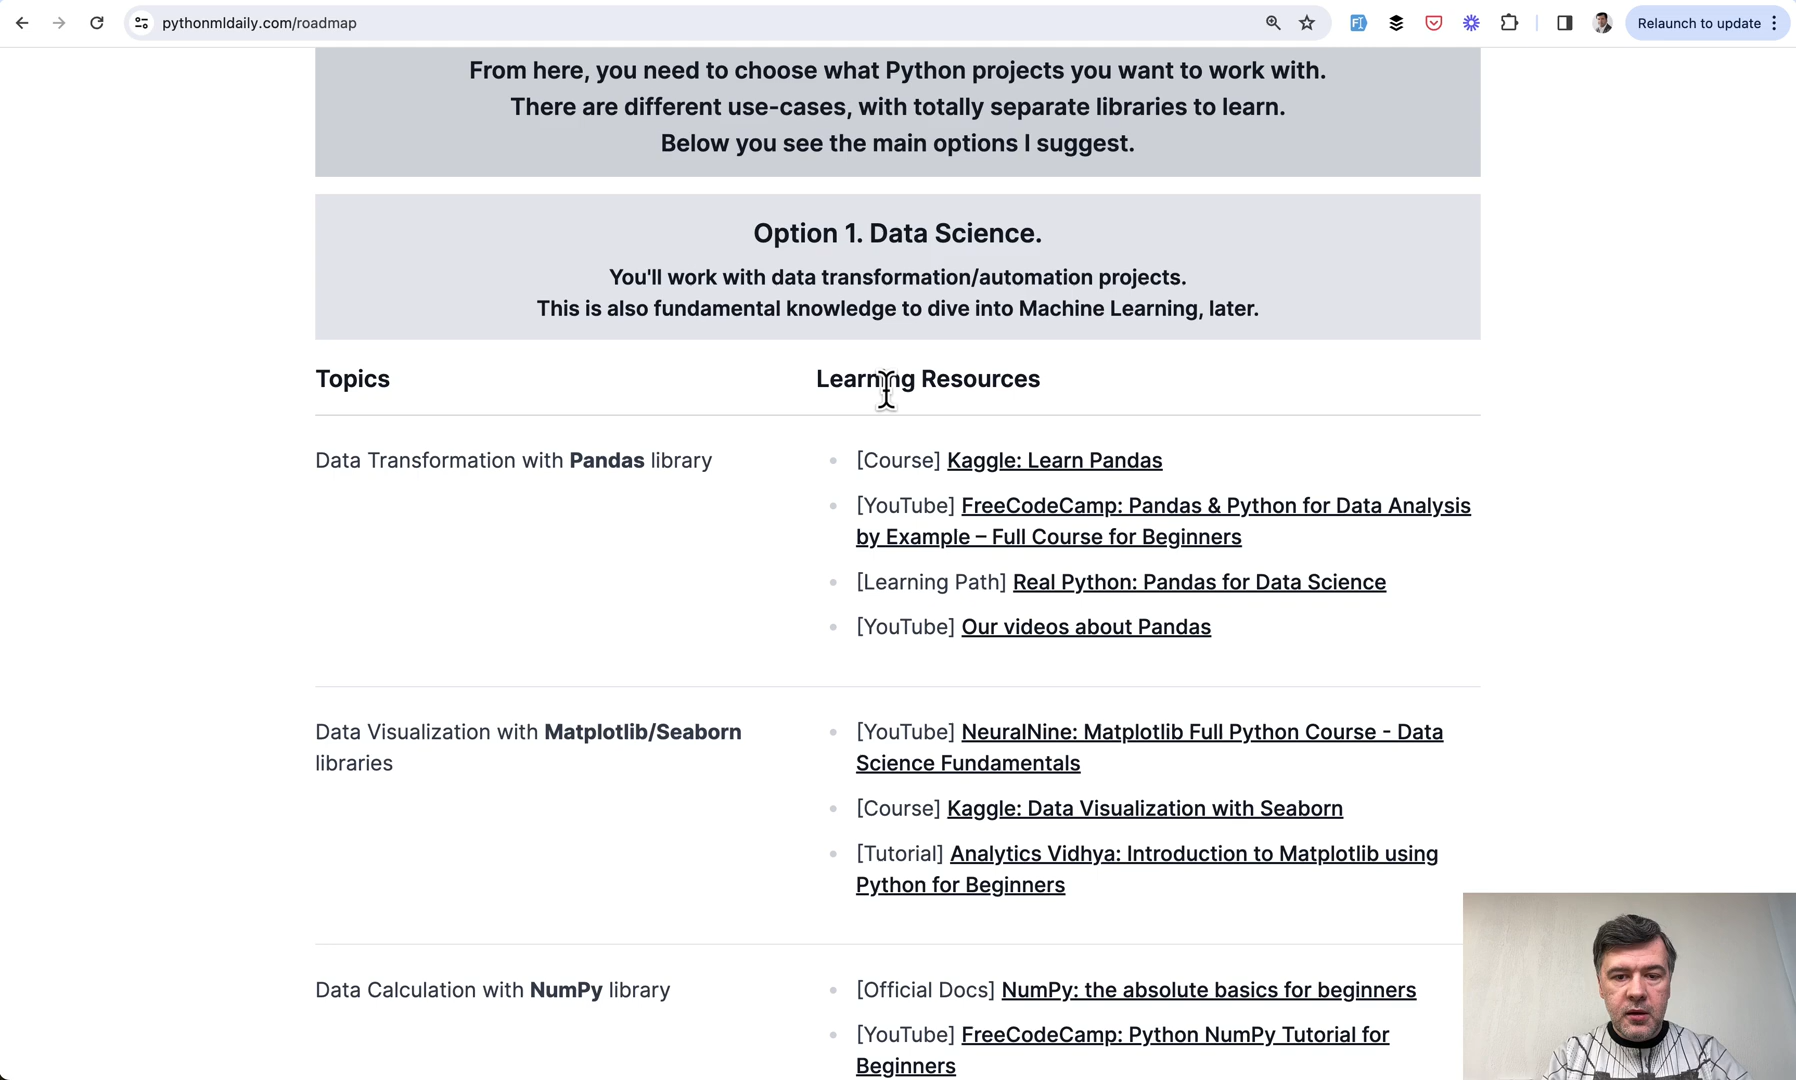 pythonmldaily.com/roadmap
Relaunch to update
From here, you need to choose what Python projects you want to work with.
There are different use-cases, with totally separate libraries to learn.
Below you see the main options I suggest.
Option 1. Data Science.
You'll work with data transformation/automation projects.
This is also fundamental knowledge to dive into Machine Learning, later.
Topics
Learning Resources
Data Transformation with Pandas library
[Course] Kaggle: Learn Pandas
[YouTube] FreeCodeCamp: Pandas & Python for Data Analysis
by Example – Full Course for Beginners
[Learning Path] Real Python: Pandas for Data Science
[YouTube] Our videos about Pandas
Data Visualization with Matplotlib/Seaborn
libraries
[YouTube] NeuralNine: Matplotlib Full Python Course - Data
Science Fundamentals
[Course] Kaggle: Data Visualization with Seaborn
[Tutorial] Analytics Vidhya: Introduction to Matplotlib using
Python for Beginners
Data Calculation with NumPy library
[Official Docs] NumPy: the absolute basics for beginners
[YouTube] FreeCodeCamp: Python NumPy Tutorial for
Beginners